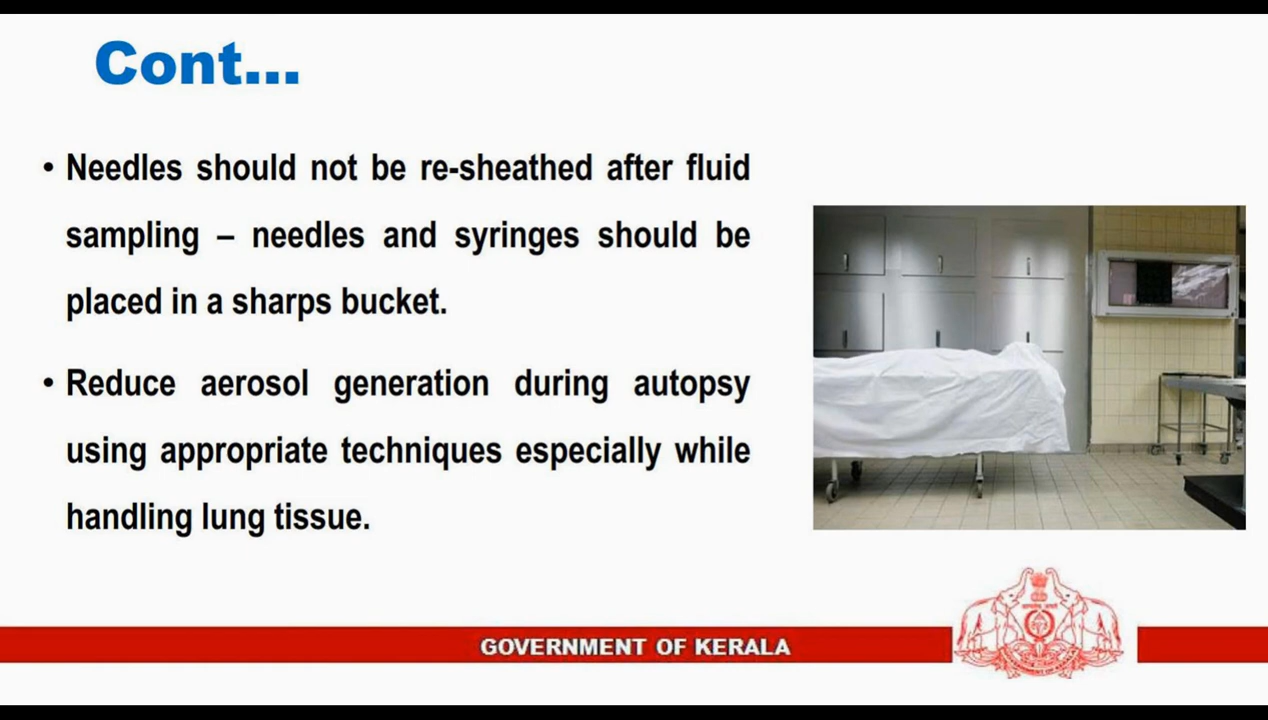 Cont...
• Needles should not be re-sheathed after fluid
sampling – needles and syringes should be
placed in a sharps bucket.
• Reduce aerosol generation during autopsy
using appropriate techniques especially while
handling lung tissue.
GOVERNMENT OF KERALA